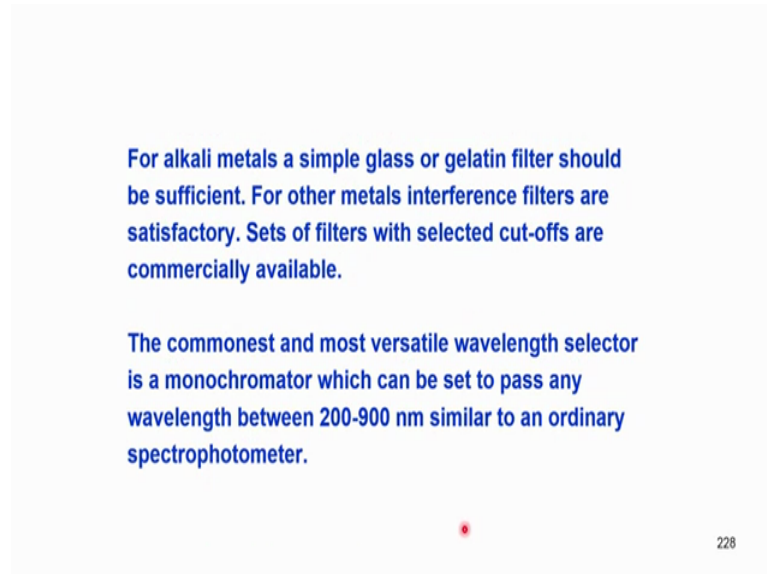 For alkali metals a simple glass or gelatin filter should
be sufficient. For other metals interference filters are
satisfactory. Sets of filters with selected cut-offs are
commercially available.
The commonest and most versatile wavelength selector
is a monochromator which can be set to pass any
wavelength between 200-900 nm similar to an ordinary
spectrophotometer.
228